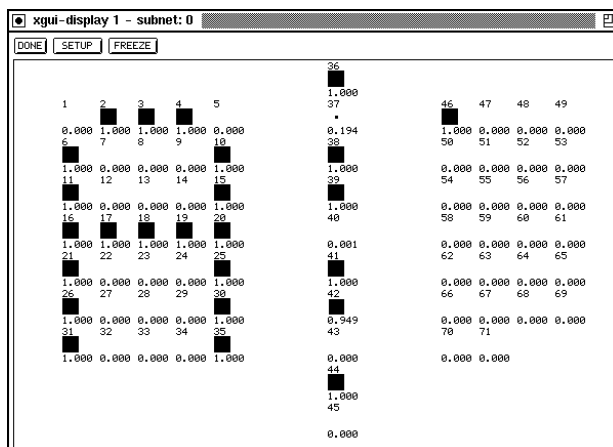 xgui-display 1 - subnet: 0
DONE SETUP FREEZE
36
1.000
1 2 3 4 5 37 46 47 48 49
0.000 1.000 1.000 1.000 0.000 0.194 1.000 0.000 0.000 0.000
6 7 8 9 10 38 50 51 52 53
1.000 0.000 0.000 0.000 1.000 1.000 0.000 0.000 0.000 0.000
11 12 13 14 15 39 54 55 56 57
1.000 0.000 0.000 0.000 1.000 1.000 0.000 0.000 0.000 0.000
16 17 18 19 20 40 58 59 60 61
1.000 1.000 1.000 1.000 1.000 0.001 0.000 0.000 0.000 0.000
21 22 23 24 25 41 62 63 64 65
1.000 0.000 0.000 0.000 1.000 1.000 0.000 0.000 0.000 0.000
26 27 28 29 30 42 66 67 68 69
1.000 0.000 0.000 0.000 1.000 0.949 0.000 0.000 0.000 0.000
31 32 33 34 35 43 70 71
1.000 0.000 0.000 0.000 1.000 0.000 0.000 0.000
44
1.000
45
0.000